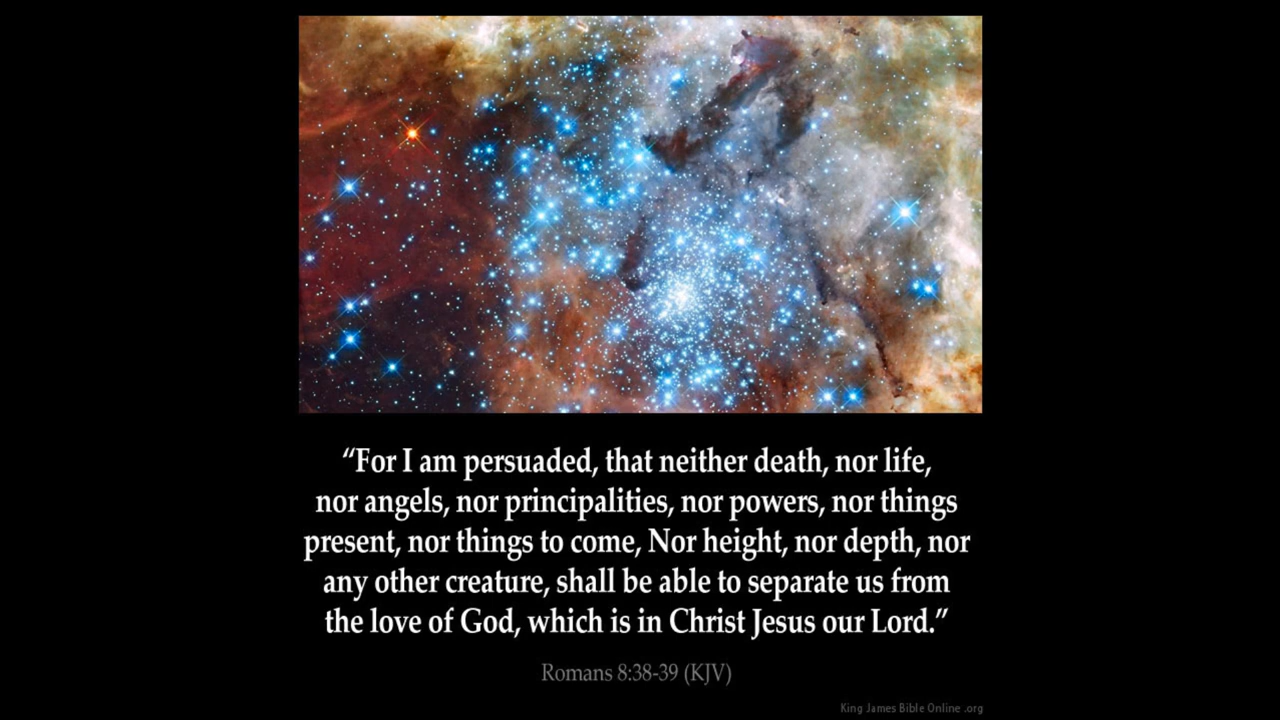 “For I am persuaded, that neither death, nor life,
nor angels, nor principalities, nor powers, nor things
present, nor things to come, Nor height, nor depth, nor
any other creature, shall be able to separate us from
the love of God, which is in Christ Jesus our Lord.”
Romans 8:38-39 (KJV)
King James Bible Online .org